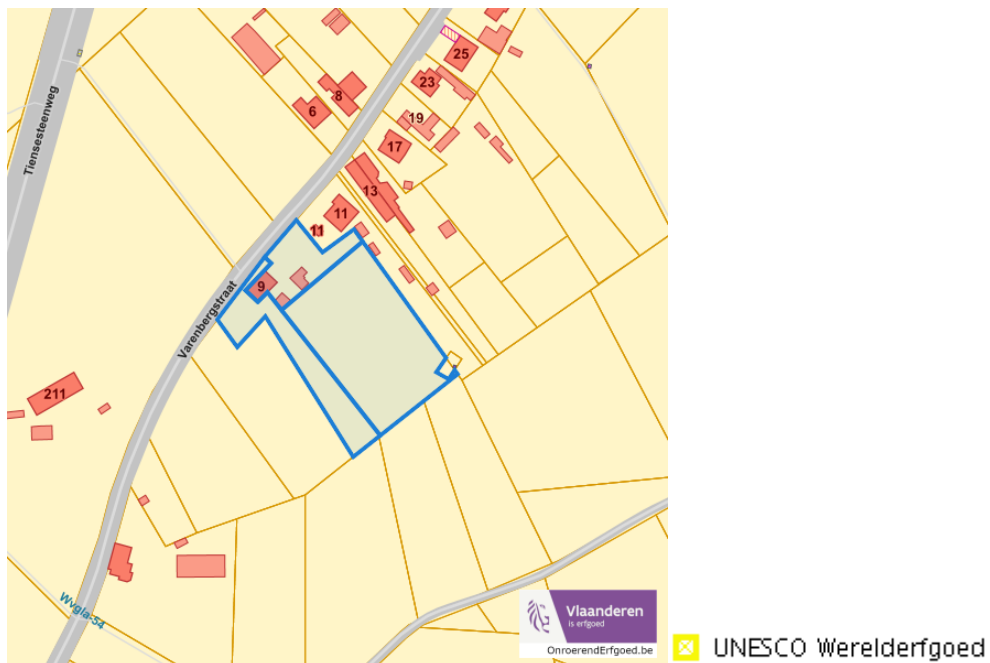 25
23
8
6
19
17
Tiensesteenweg
13
11
11
9
Varenbergstraat
211
Wvgla-54
Vlaanderen
is erfgoed
OnroerendErfgoed.be
UNESCO Werelderfgoed